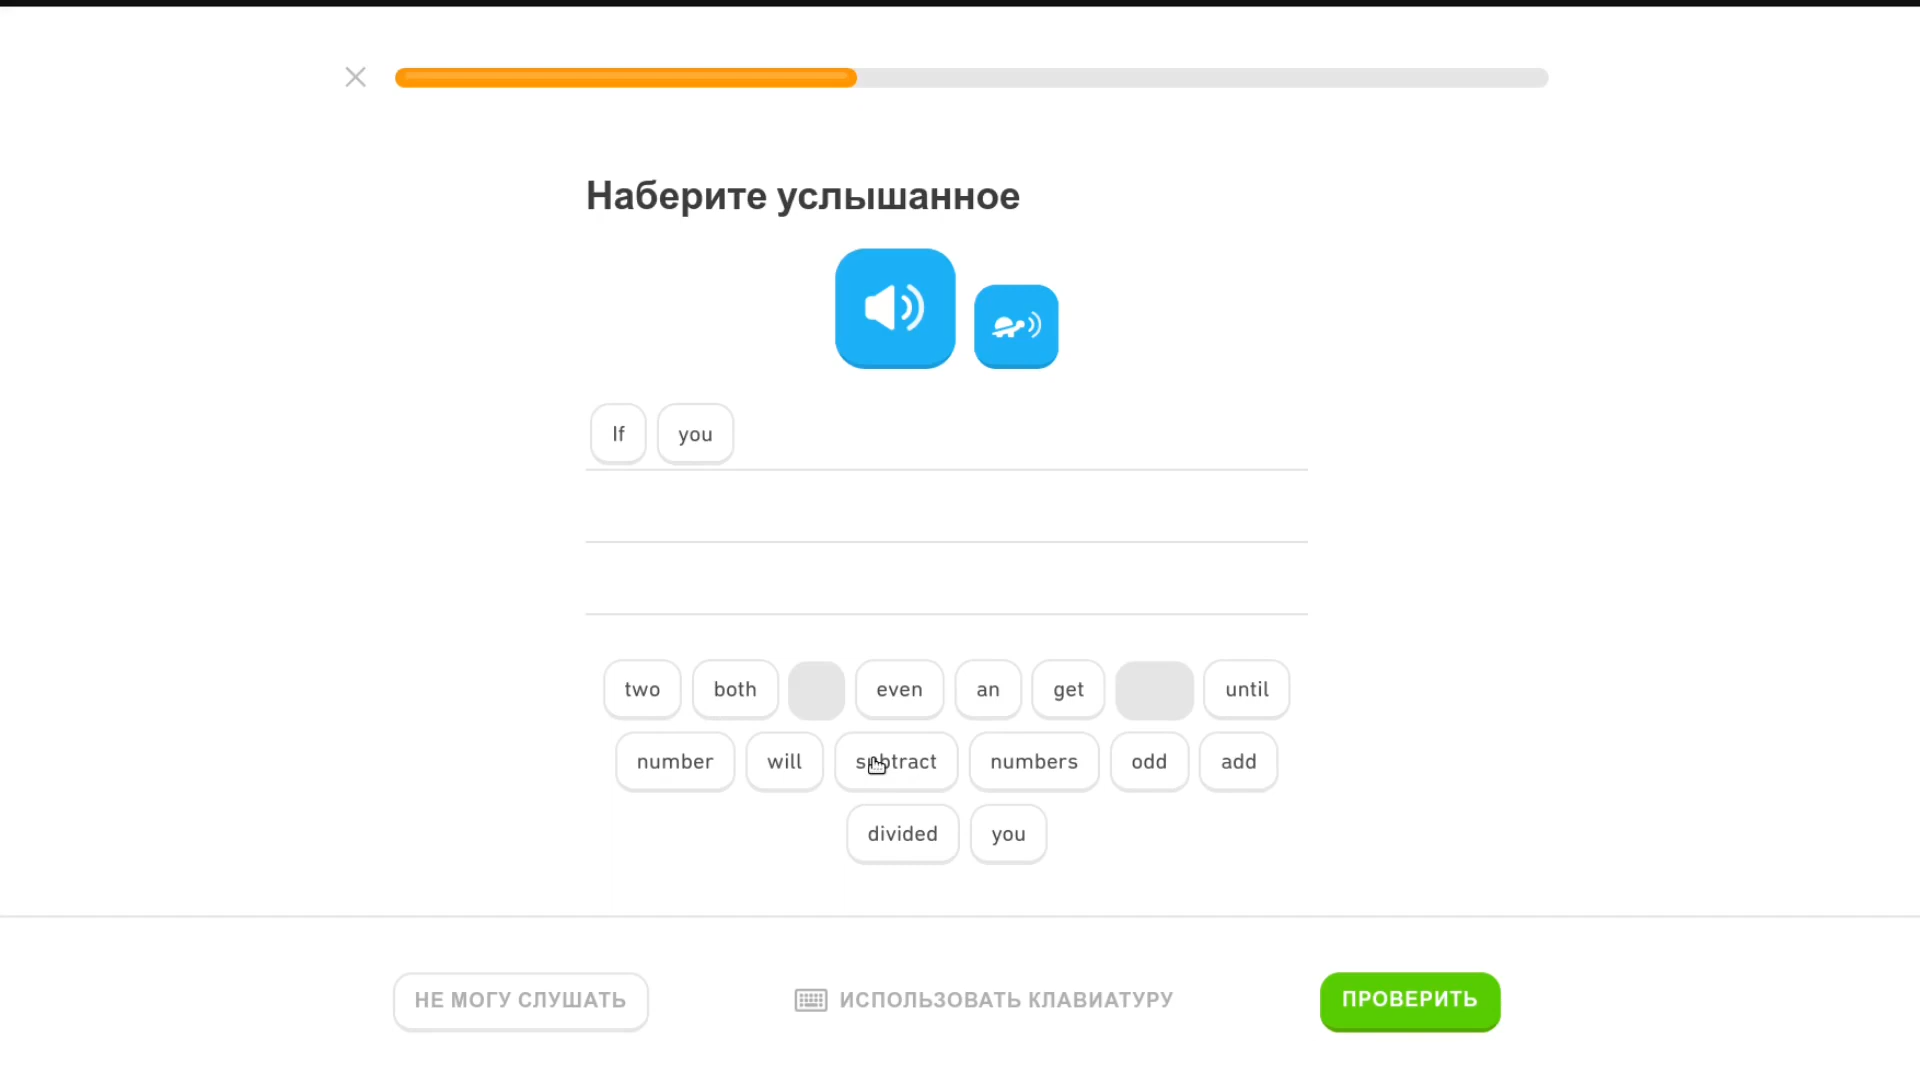 Наберите услышанное
If you
two both even an get until
number will subtract numbers odd add
divided you
НЕ МОГУ СЛУШАТЬ ИСПОЛЬЗОВАТЬ КЛАВИАТУРУ ПРОВЕРИТЬ